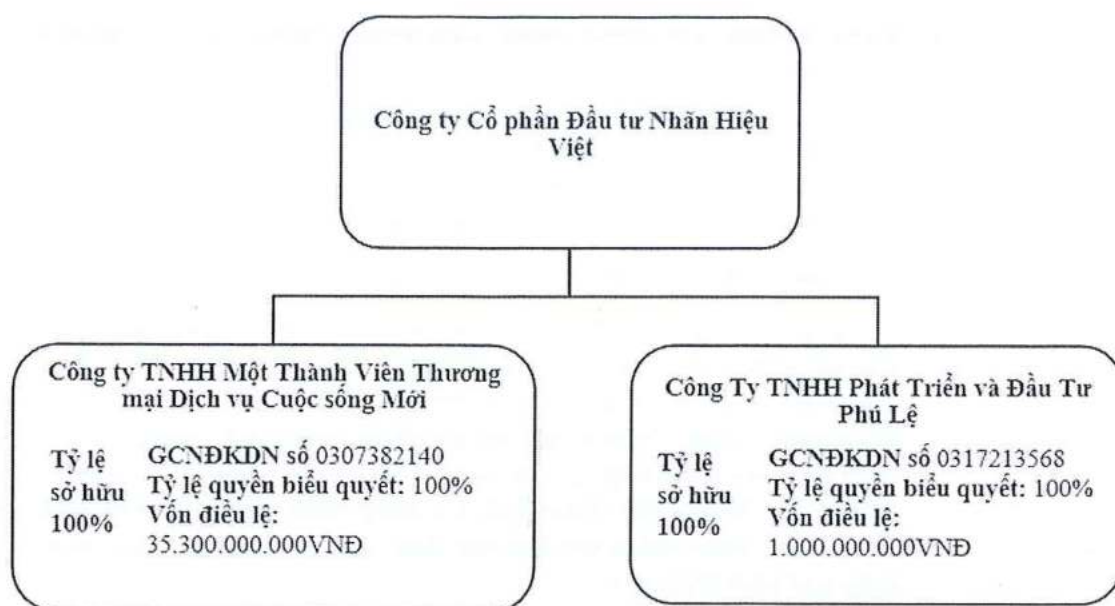 Công ty Cổ phần Đầu tư Nhãn Hiệu
Việt
Công ty TNHH Một Thành Viên Thương
mại Dịch vụ Cuộc sống Mới
Tỷ lệ
sở hữu
100%
GCNĐKDN số 0307382140
Tỷ lệ quyền biểu quyết: 100%
Vốn điều lệ:
35.300.000.000VNĐ
Công Ty TNHH Phát Triển và Đầu Tư
Phú Lệ
Tỷ lệ
sở hữu
100%
GCNĐKDN số 0317213568
Tỷ lệ quyền biểu quyết: 100%
Vốn điều lệ:
1.000.000.000VNĐ